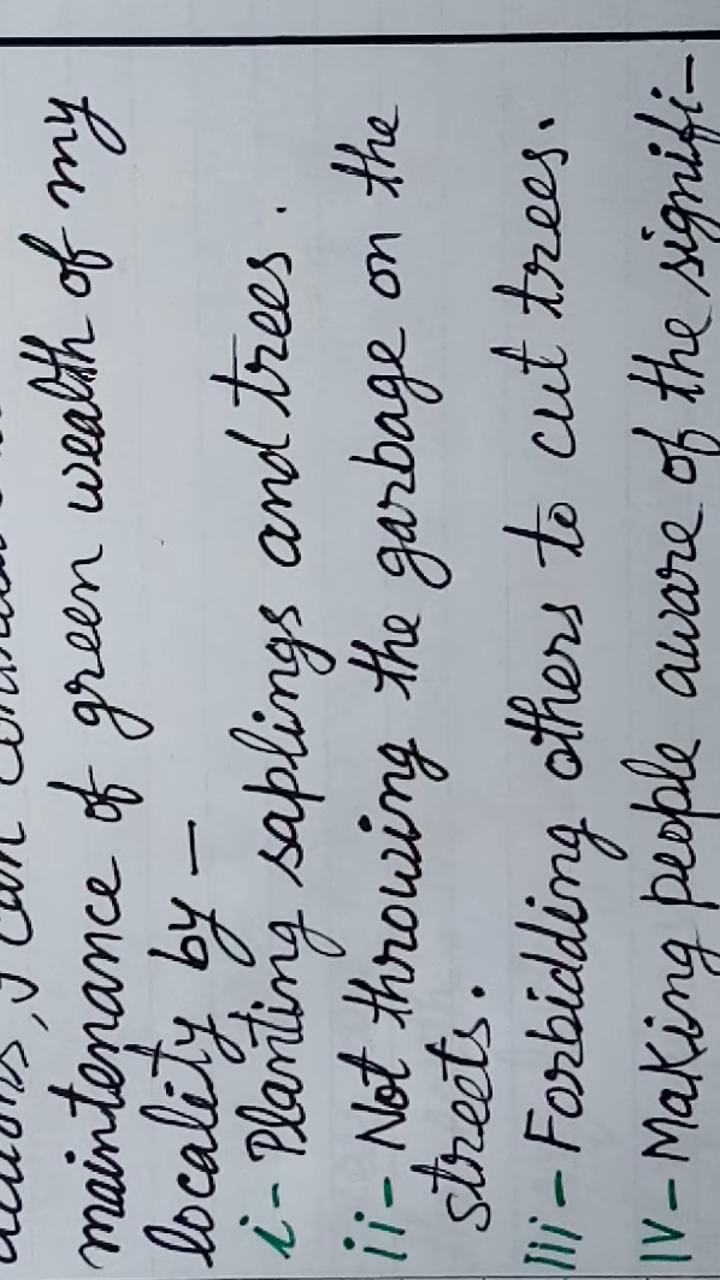 maintenance of green wealth of my
locality by –
i- Planting saplings and trees.
ii- Not throwing the garbage on the
streets.
iii- Forbidding others to cut trees.
iv- Making people aware of the signifi-